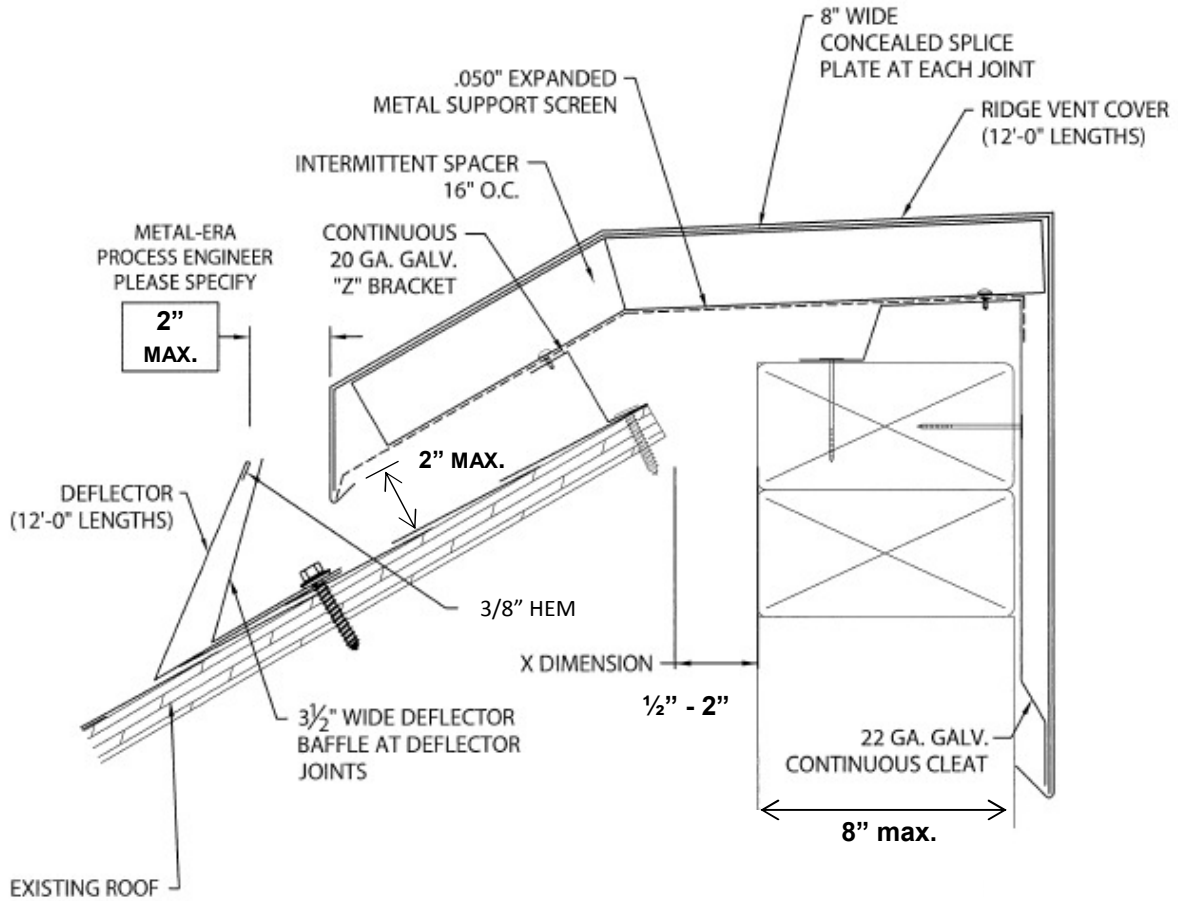 8" WIDE
CONCEALED SPLICE
PLATE AT EACH JOINT
.050" EXPANDED
METAL SUPPORT SCREEN
RIDGE VENT COVER
(12'-0" LENGTHS)
INTERMITTENT SPACER
16" O.C.
METAL-ERA
PROCESS ENGINEER
PLEASE SPECIFY
CONTINUOUS
20 GA. GALV.
"Z" BRACKET
2”
MAX.
2” MAX.
DEFLECTOR
(12'-0" LENGTHS)
3/8” HEM
X DIMENSION
½” - 2”
3½" WIDE DEFLECTOR
BAFFLE AT DEFLECTOR
JOINTS
22 GA. GALV.
CONTINUOUS CLEAT
8” max.
EXISTING ROOF